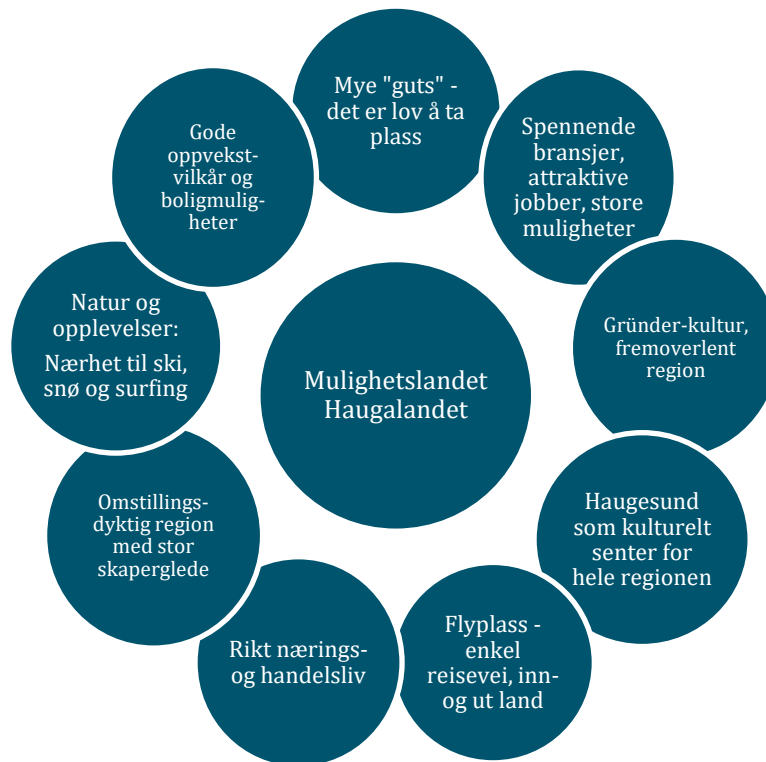 Mye "guts" -
det er lov å ta
plass
Spennende
bransjer,
attraktive
jobber, store
muligheter
Gründer-kultur,
fremoverlent
region
Haugesund
som kulturelt
senter for
hele regionen
Flyplass -
enkel
reisevei, inn-
og ut land
Rikt nærings-
og handelsliv
Omstillings-
dyktig region
med stor
skaperglede
Natur og
opplevelser:
Nærhet til ski,
snø og surfing
Gode
oppvekst-
vilkår og
boligmulig-
heter
Mulighetslandet
Haugalandet